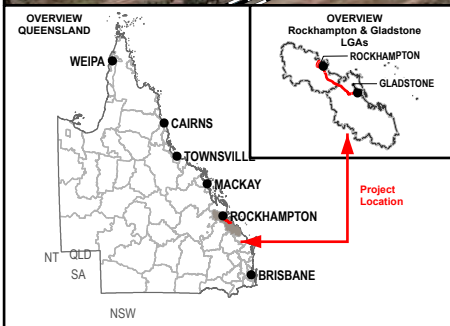 OVERVIEW
QUEENSLAND
WEIPA
CAIRNS
TOWNSVILLE
MACKAY
ROCKHAMPTON
BRISBANE
NT
QLD
SA
NSW
OVERVIEW
Rockhampton & Gladstone
LGAs
ROCKHAMPTON
GLADSTONE
Project
Location